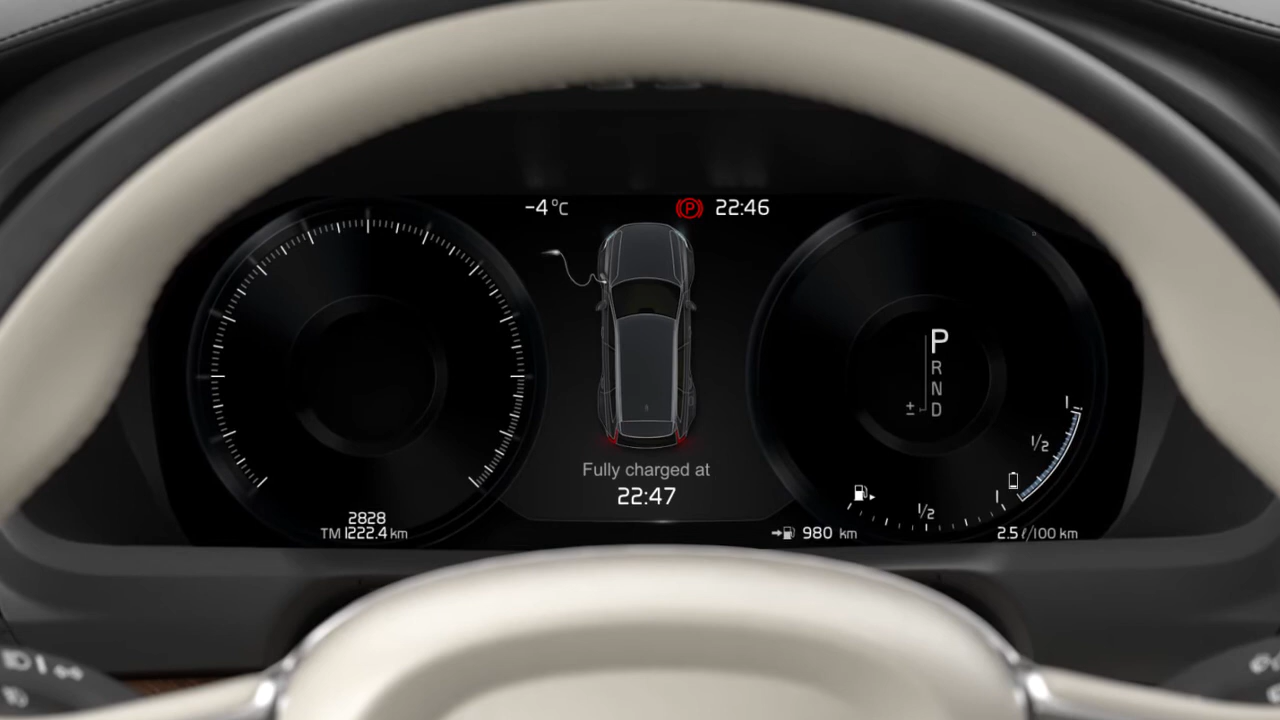 -4°C
22:46
P
R
N
± D
1
1/2
Fully charged at
22:47
1/2
1
2828
TM 1222.4 km
980 km
2.5 ℓ/100 km